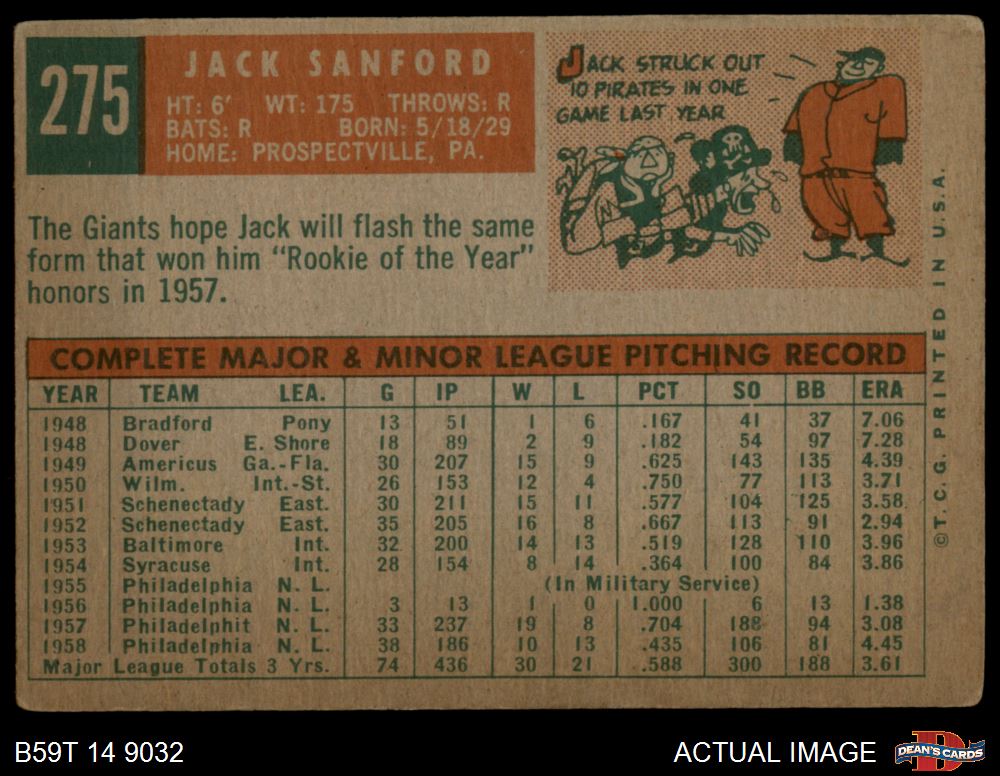 275
JACK SANFORD
HT: 6' WT: 175 THROWS: R
BATS: R BORN: 5/18/29
HOME: PROSPECTVILLE, PA.
JACK STRUCK OUT
10 PIRATES IN ONE
GAME LAST YEAR
The Giants hope Jack will flash the same
form that won him "Rookie of the Year"
honors in 1957.
COMPLETE MAJOR & MINOR LEAGUE PITCHING RECORD
YEAR TEAM LEA. G IP W L PCT SO BB ERA
1948 Bradford Pony 13 51 1 6 .167 41 37 7.06
1948 Dover E. Shore 18 89 2 9 .182 54 97 7.28
1949 Americus Ga.-Fla. 30 207 15 9 .625 143 135 4.39
1950 Wilm. Int.-St. 26 153 12 4 .750 77 113 3.71
1951 Schenectady East. 30 211 15 11 .577 104 125 3.58
1952 Schenectady East. 35 205 16 8 .667 113 91 2.94
1953 Baltimore Int. 32 200 14 13 .519 128 110 3.96
1954 Syracuse Int. 28 154 8 14 .364 100 84 3.86
1955 Philadelphia N. L. (In Military Service)
1956 Philadelphia N. L. 3 13 1 0 1.000 6 13 1.38
1957 Philadelphit N. L. 33 237 19 8 .704 188 94 3.08
1958 Philadelphia N. L. 38 186 10 13 .435 106 81 4.45
Major League Totals 3 Yrs. 74 436 30 21 .588 300 188 3.61
© T. C. G. PRINTED IN U.S.A.
B59T 14 9032
ACTUAL IMAGE
D
DEAN'S CARDS